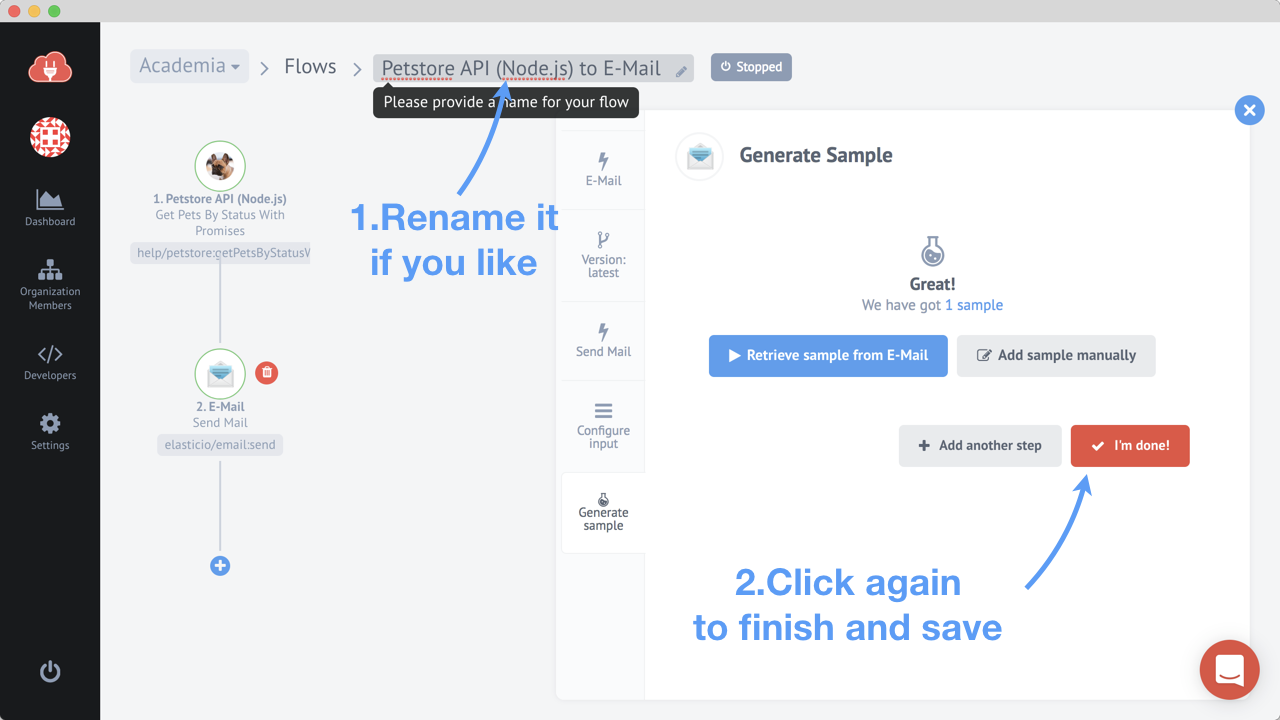 Academia
Flows
Petstore API (Node.js) to E-Mail
Stopped
Please provide a name for your flow
Dashboard
Organization
Members
Developers
Settings
1. Petstore API (Node.js)
Get Pets By Status With
Promises
help/petstore:getPetsByStatusW
2. E-Mail
Send Mail
elasticio/email:send
1.Rename it
if you like
E-Mail
Version:
latest
Send Mail
Configure
input
Generate
sample
Generate Sample
Great!
We have got 1 sample
Retrieve sample from E-Mail
Add sample manually
Add another step
I'm done!
2.Click again
to finish and save